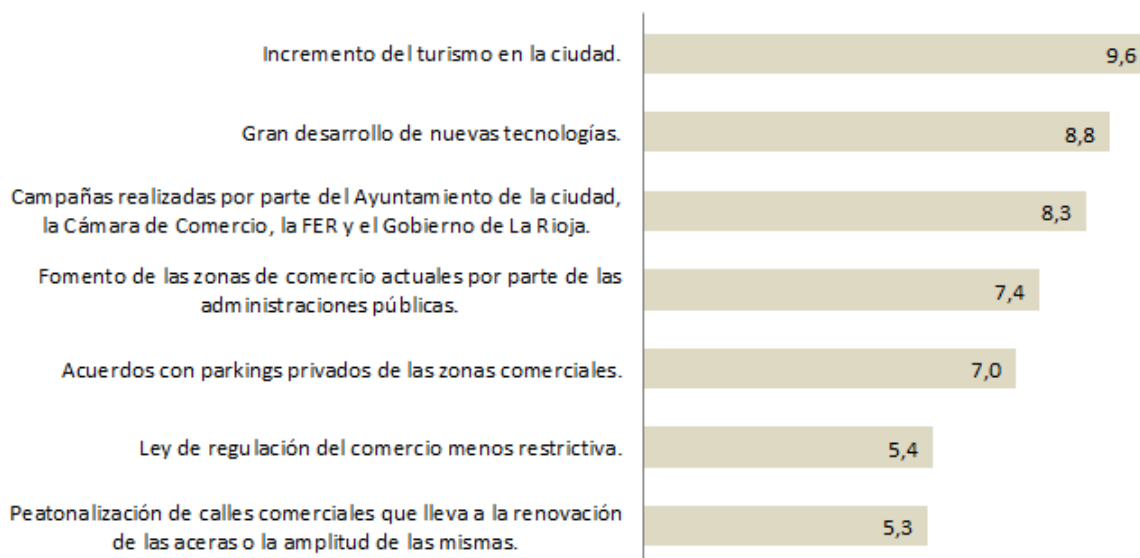 Incremento del turismo en la ciudad.
9,6
Gran desarrollo de nuevas tecnologías.
8,8
Campañas realizadas por parte del Ayuntamiento de la ciudad,
la Cámara de Comercio, la FER y el Gobierno de La Rioja.
8,3
Fomento de las zonas de comercio actuales por parte de las
administraciones públicas.
7,4
Acuerdos con parkings privados de las zonas comerciales.
7,0
Ley de regulación del comercio menos restrictiva.
5,4
Peatonalización de calles comerciales que lleva a la renovación
de las aceras o la amplitud de las mismas.
5,3